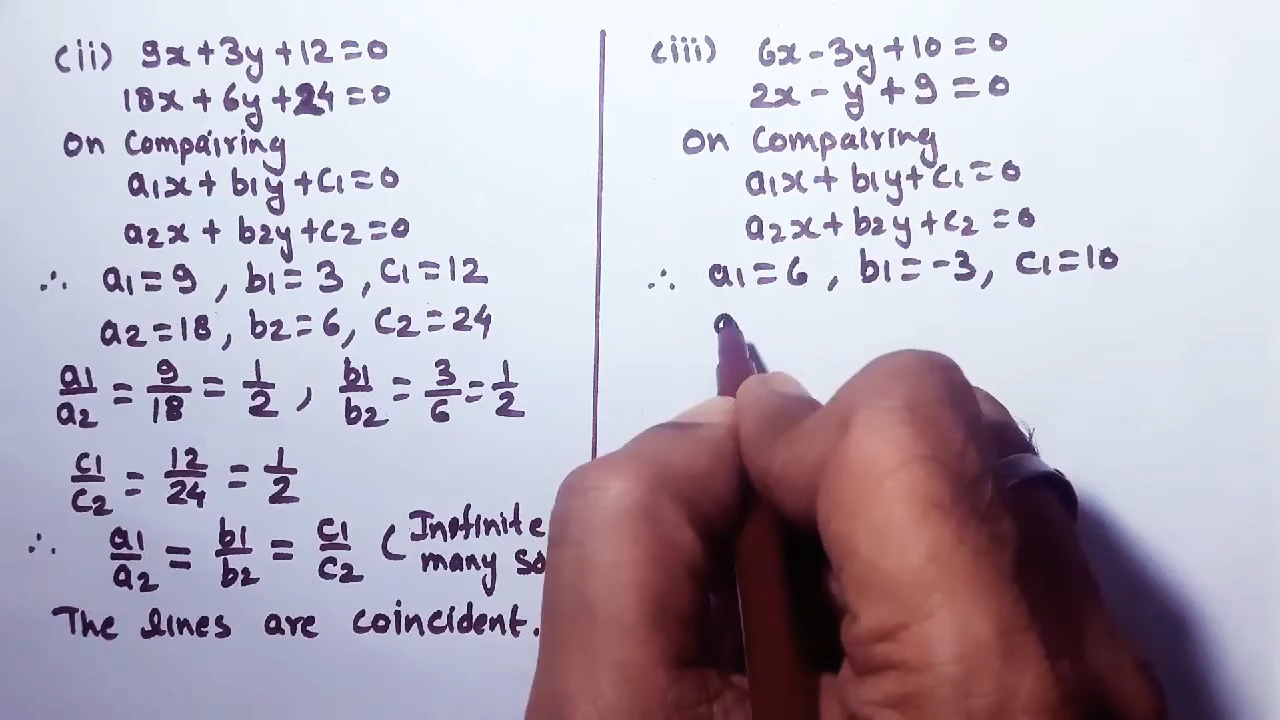 (ii) 9x+3y+12=0
18x+6y+24=0
On Compairing
a1x+b1y+c1=0
a2x+b2y+c2=0
∴ a1=9, b1=3, c1=12
a2=18, b2=6, c2=24
a1/a2 = 9/18 = 1/2, b1/b2 = 3/6 = 1/2
c1/c2 = 12/24 = 1/2
∴ a1/a2 = b1/b2 = c1/c2 (Inofinite
many so
The lines are coincident.
(iii) 6x-3y+10=0
2x-y+9=0
On Compairing
a1x+b1y+c1=0
a2x+b2y+c2=0
∴ a1=6, b1=-3, c1=10